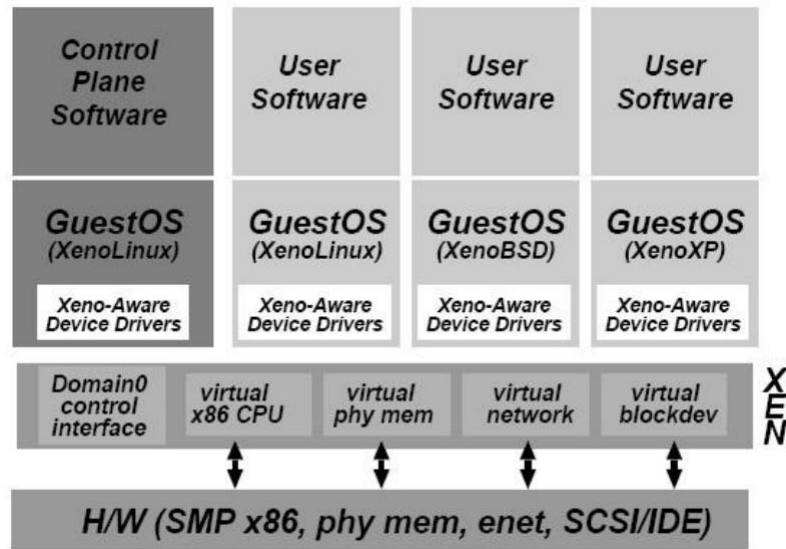 Control
Plane
Software
User
Software
User
Software
User
Software
GuestOS
(XenoLinux)
Xeno-Aware
Device Drivers
GuestOS
(XenoLinux)
Xeno-Aware
Device Drivers
GuestOS
(XenoBSD)
Xeno-Aware
Device Drivers
GuestOS
(XenoXP)
Xeno-Aware
Device Drivers
Domain0
control
interface
virtual
x86 CPU
virtual
phy mem
virtual
network
virtual
blockdev
XEN
H/W (SMP x86, phy mem, enet, SCSI/IDE)